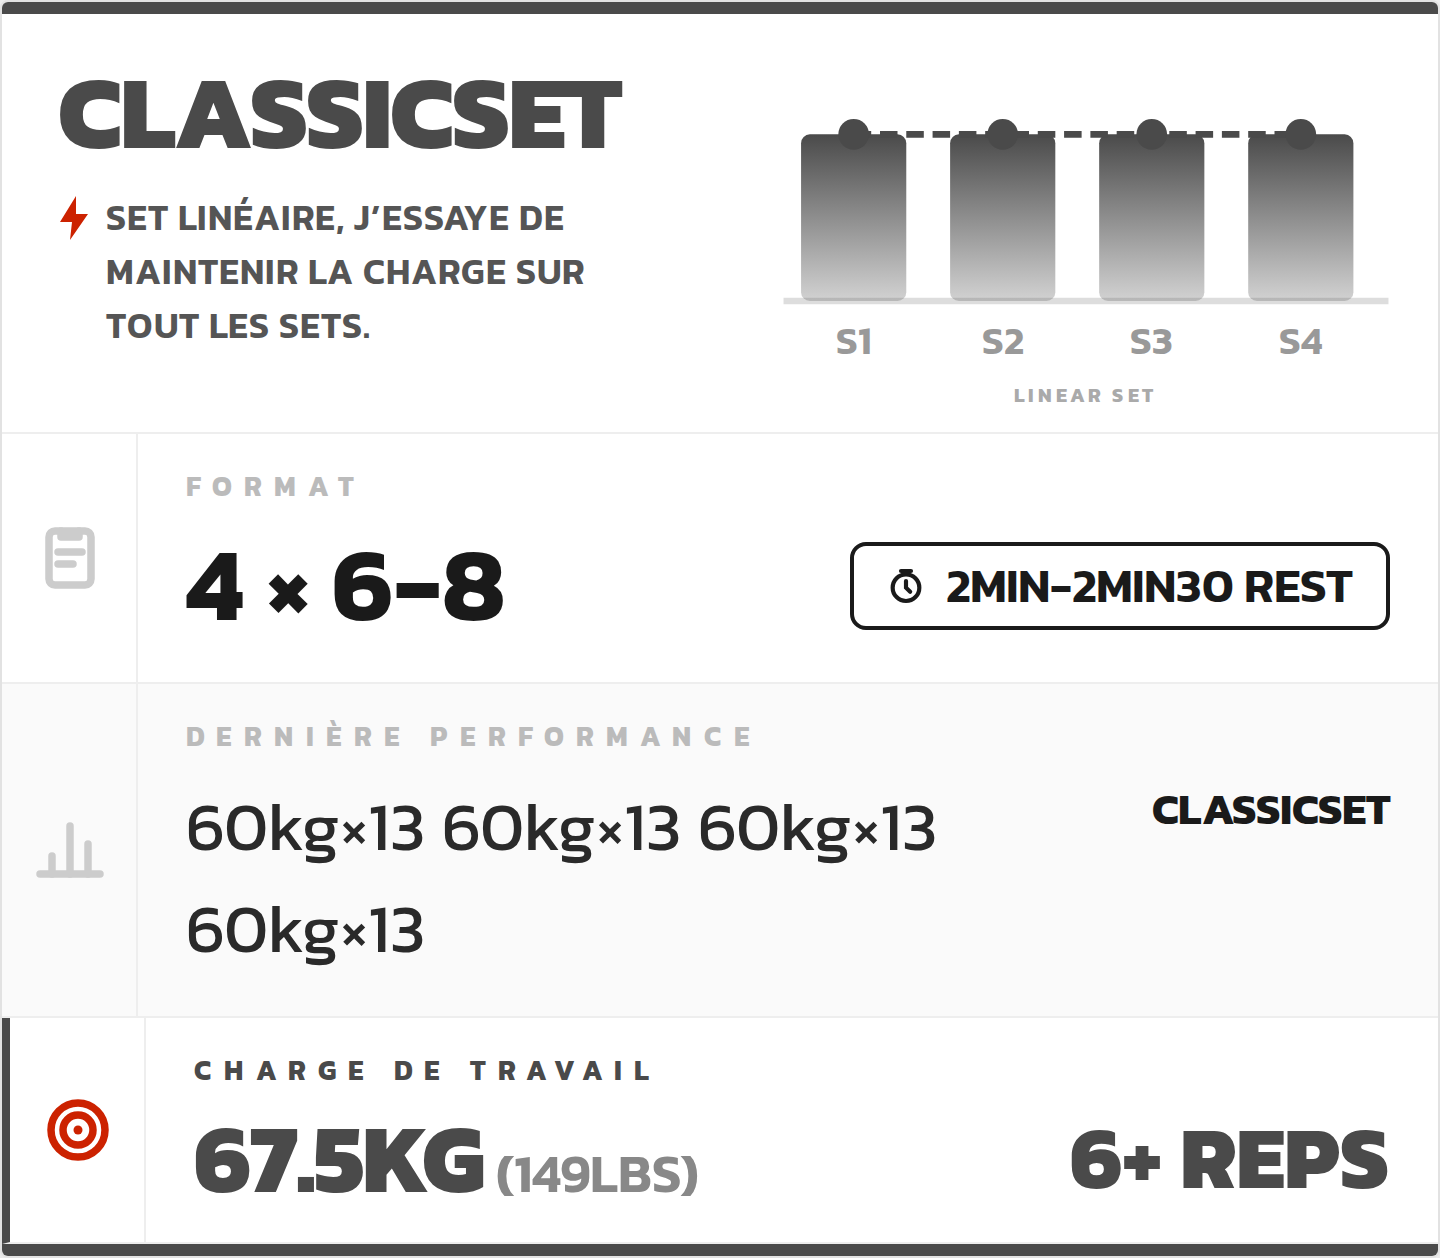 CLASSICSET
SET LINÉAIRE, J’ESSAYE DE
MAINTENIR LA CHARGE SUR
TOUT LES SETS.
S1 S2 S3 S4
LINEAR SET
FORMAT
4 × 6–8
2MIN–2MIN30 REST
DERNIÈRE PERFORMANCE
60kg×13 60kg×13 60kg×13
60kg×13
CLASSICSET
CHARGE DE TRAVAIL
67.5KG (149LBS)
6+ REPS